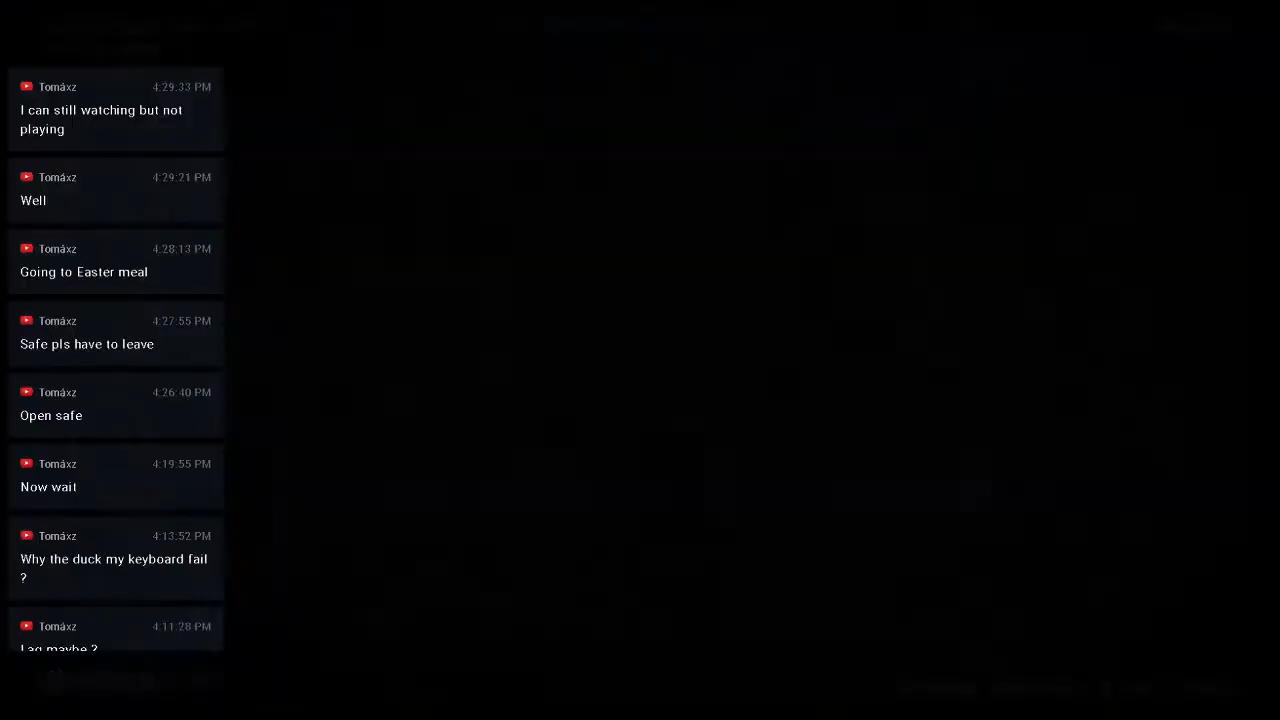 Tomáxz 4:29:33 PM
I can still watching but not
playing
Tomáxz 4:29:21 PM
Well
Tomáxz 4:28:13 PM
Going to Easter meal
Tomáxz 4:27:55 PM
Safe pls have to leave
Tomáxz 4:26:40 PM
Open safe
Tomáxz 4:19:55 PM
Now wait
Tomáxz 4:13:52 PM
Why the duck my keyboard fail
?
Tomáxz 4:11:28 PM
Lag maybe ?